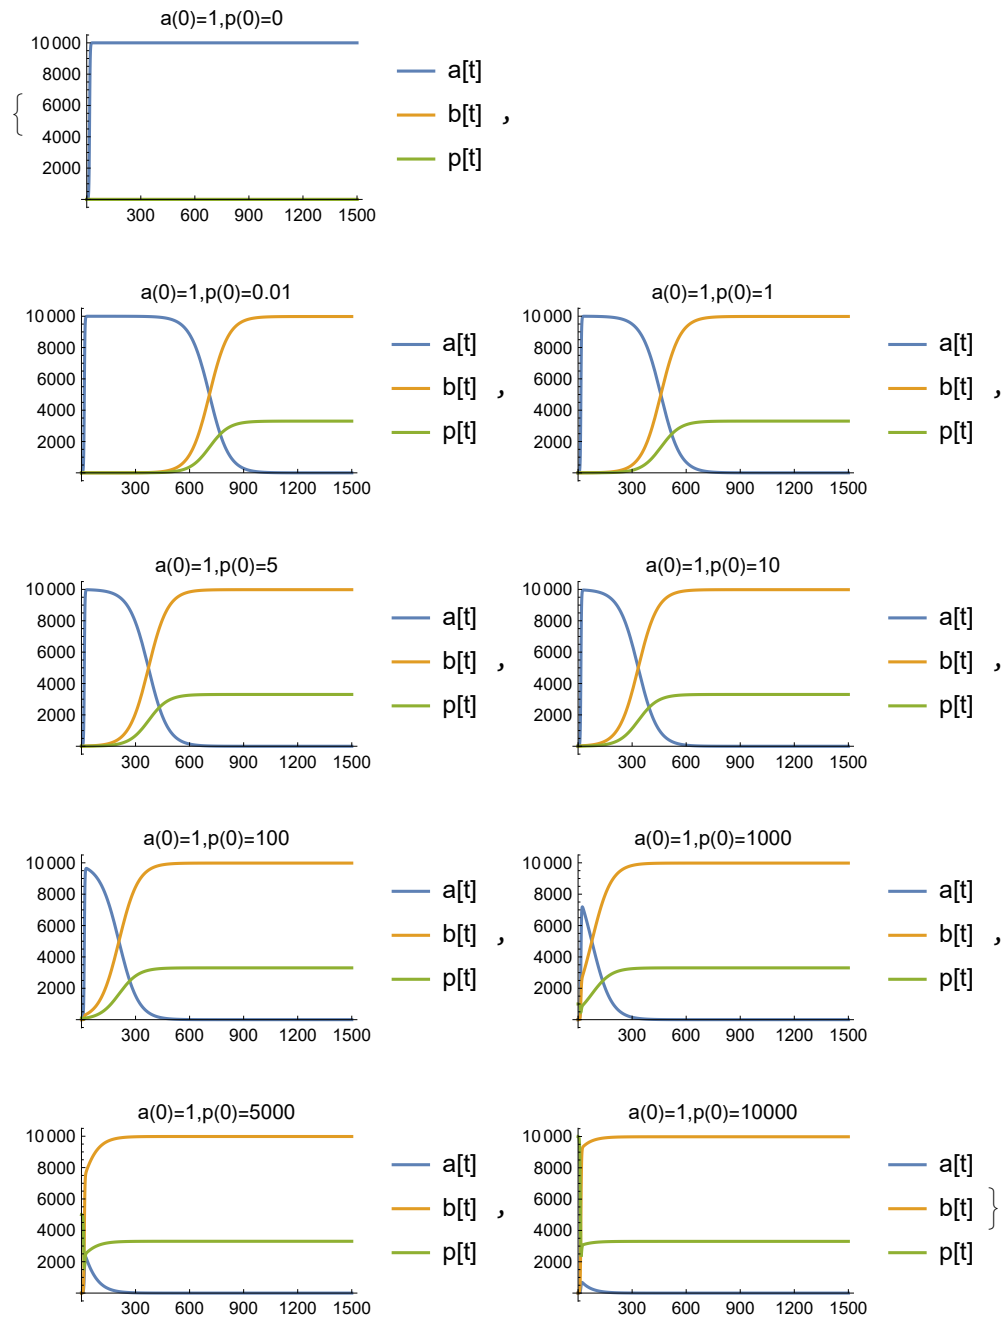 a(0)=1,p(0)=0
10000
8000
a[t]
{
6000
b[t] ,
4000
p[t]
2000
300 600 900 1200 1500
a(0)=1,p(0)=0.01 a(0)=1,p(0)=1
10000 10000
8000 a[t] 8000 a[t]
6000 b[t] , 6000 b[t] ,
4000 4000
2000 p[t] 2000 p[t]
300 600 900 1200 1500 300 600 900 1200 1500
a(0)=1,p(0)=5 a(0)=1,p(0)=10
10000 10000
8000 a[t] 8000 a[t]
6000 b[t] , 6000 b[t] ,
4000 4000
2000 p[t] 2000 p[t]
300 600 900 1200 1500 300 600 900 1200 1500
a(0)=1,p(0)=100 a(0)=1,p(0)=1000
10000 10000
8000 a[t] 8000 a[t]
6000 b[t] , 6000 b[t] ,
4000 4000
2000 p[t] 2000 p[t]
300 600 900 1200 1500 300 600 900 1200 1500
a(0)=1,p(0)=5000 a(0)=1,p(0)=10000
10000 10000
8000 a[t] 8000 a[t]
6000 b[t] , 6000 b[t] }
4000 4000
2000 p[t] 2000 p[t]
300 600 900 1200 1500 300 600 900 1200 1500